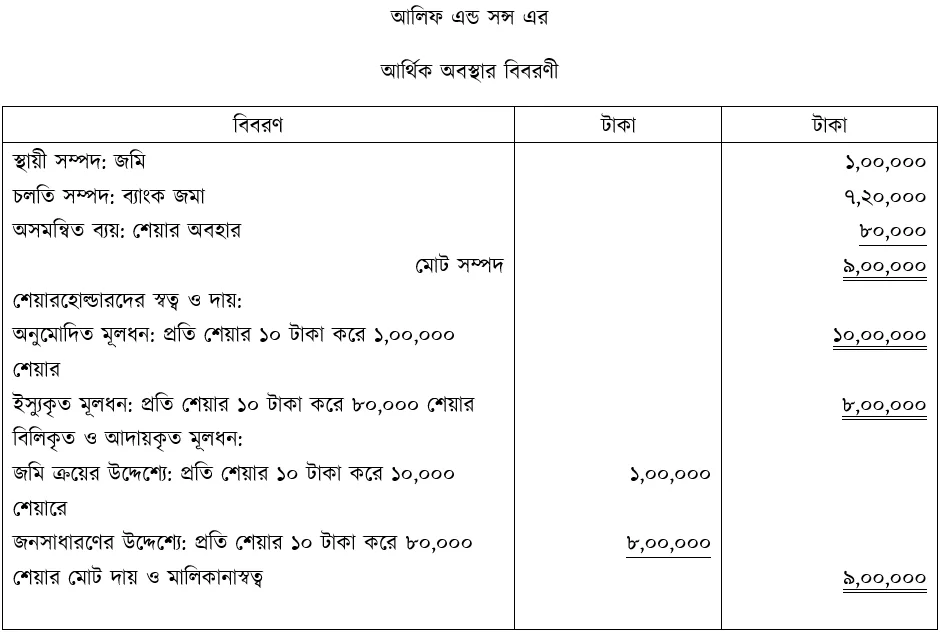 আলিফ এন্ড সন্স এর
আর্থিক অবস্থার বিবরণী
বিবরণ টাকা টাকা
স্থায়ী সম্পদ: জমি ১,০০,০০০
চলতি সম্পদ: ব্যাংক জমা ৭,২০,০০০
অসমন্বিত ব্যয়: শেয়ার অবহার ৮০,০০০
মোট সম্পদ ৯,০০,০০০
শেয়ারহোল্ডারদের স্বত্ব ও দায়:
অনুমোদিত মূলধন: প্রতি শেয়ার ১০ টাকা করে ১,০০,০০০ ১০,০০,০০০
শেয়ার
ইস্যুকৃত মূলধন: প্রতি শেয়ার ১০ টাকা করে ৮০,০০০ শেয়ার ৮,০০,০০০
বিলিকৃত ও আদায়কৃত মূলধন:
জমি ক্রয়ের উদ্দেশ্যে: প্রতি শেয়ার ১০ টাকা করে ১০,০০০ ১,০০,০০০
শেয়ারে
জনসাধারণের উদ্দেশ্যে: প্রতি শেয়ার ১০ টাকা করে ৮০,০০০ ৮,০০,০০০
শেয়ার মোট দায় ও মালিকানাস্বত্ব ৯,০০,০০০